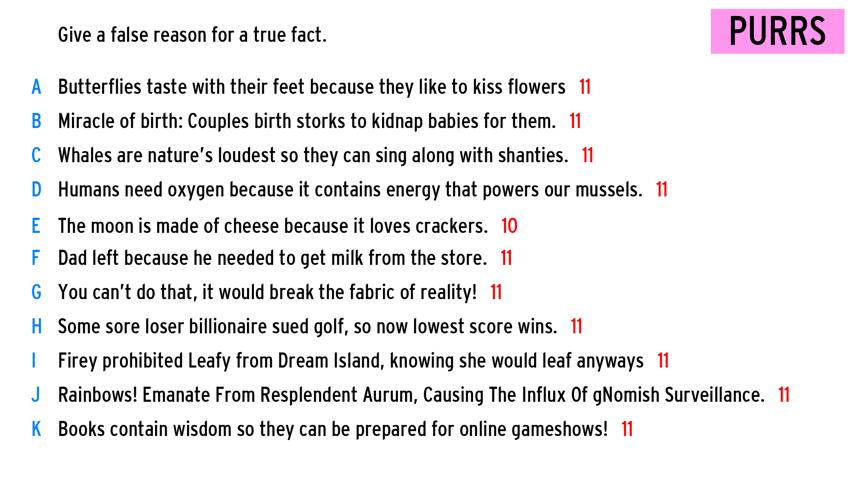 Give a false reason for a true fact.
PURRS
A Butterflies taste with their feet because they like to kiss flowers 11
B Miracle of birth: Couples birth storks to kidnap babies for them. 11
C Whales are nature's loudest so they can sing along with shanties. 11
D Humans need oxygen because it contains energy that powers our mussels. 11
E The moon is made of cheese because it loves crackers. 10
F Dad left because he needed to get milk from the store. 11
G You can't do that, it would break the fabric of reality! 11
H Some sore loser billionaire sued golf, so now lowest score wins. 11
I Firey prohibited Leafy from Dream Island, knowing she would leaf anyways 11
J Rainbows! Emanate From Resplendent Aurum, Causing The Influx Of gNomish Surveillance. 11
K Books contain wisdom so they can be prepared for online gameshows! 11